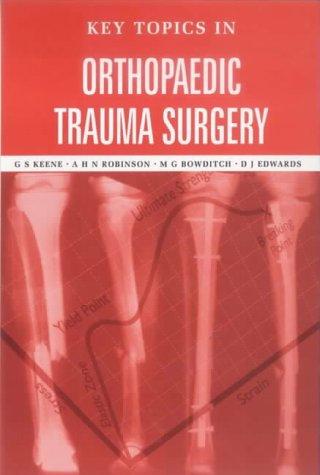 KEY TOPICS IN
ORTHOPAEDIC
TRAUMA SURGERY
G S KEENE · A H N ROBINSON · M G BOWDITCH · D J EDWARDS
Ultimate Streng
Breaking
Point
Yield Point
Elastic Zone
Stress
Strain